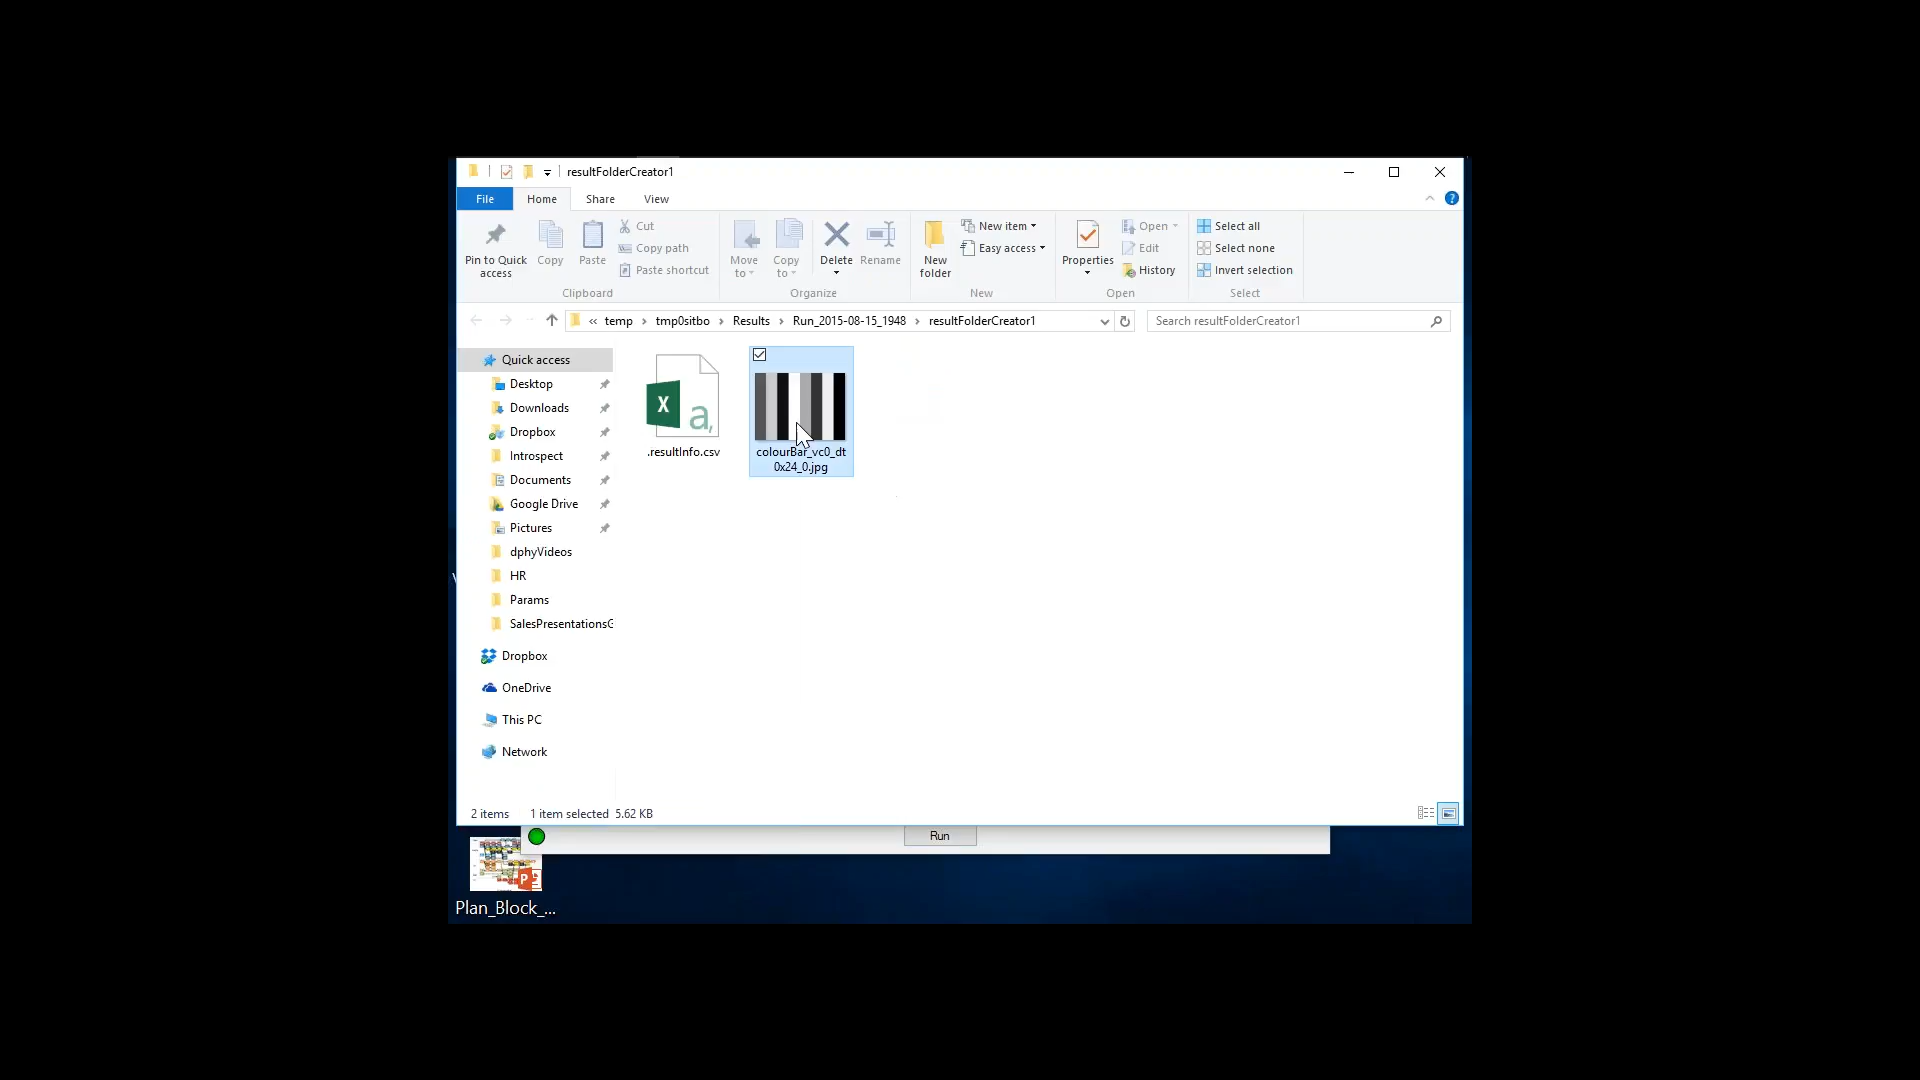 resultFolderCreator1
File Home Share View
Pin to Quick access
Copy
Paste
Cut
Copy path
Paste shortcut
Clipboard
Move to
Copy to
Delete
Rename
Organize
New folder
New item
Easy access
New
Properties
Open
Edit
History
Open
Select all
Select none
Invert selection
Select
« temp › tmp0sitbo › Results › Run_2015-08-15_1948 › resultFolderCreator1
Search resultFolderCreator1
Quick access
Desktop
Downloads
Dropbox
Introspect
Documents
Google Drive
Pictures
dphyVideos
HR
Params
SalesPresentationsG
Dropbox
OneDrive
This PC
Network
.resultInfo.csv
colourBar_vc0_dt
0x24_0.jpg
2 items 1 item selected 5.62 KB
Run
Plan_Block_...